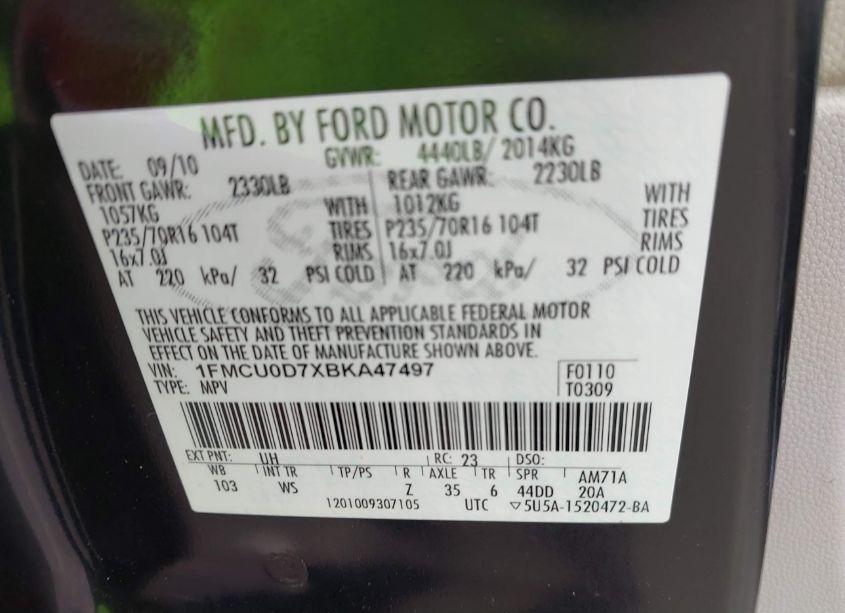 MFD. BY FORD MOTOR CO.
DATE: 09/10 GVWR: 4440LB/ 2014KG
FRONT GAWR: 2330LB REAR GAWR: 2230LB
1057KG WITH 1012KG WITH
P235/70R16 104T TIRES P235/70R16 104T TIRES
16x7.0J RIMS 16x7.0J RIMS
AT 220 kPa/ 32 PSI COLD AT 220 kPa/ 32 PSI COLD
THIS VEHICLE CONFORMS TO ALL APPLICABLE FEDERAL MOTOR
VEHICLE SAFETY AND THEFT PREVENTION STANDARDS IN
EFFECT ON THE DATE OF MANUFACTURE SHOWN ABOVE.
VIN: 1FMCU0D7XBKA47497 F0110
TYPE: MPV T0309
EXT PNT: UH RC: 23 DSO:
WB INT TR TP/PS R AXLE TR SPR AM71A
103 WS Z 35 6 44DD 20A
1201009307105 UTC ▽5U5A-1520472-BA